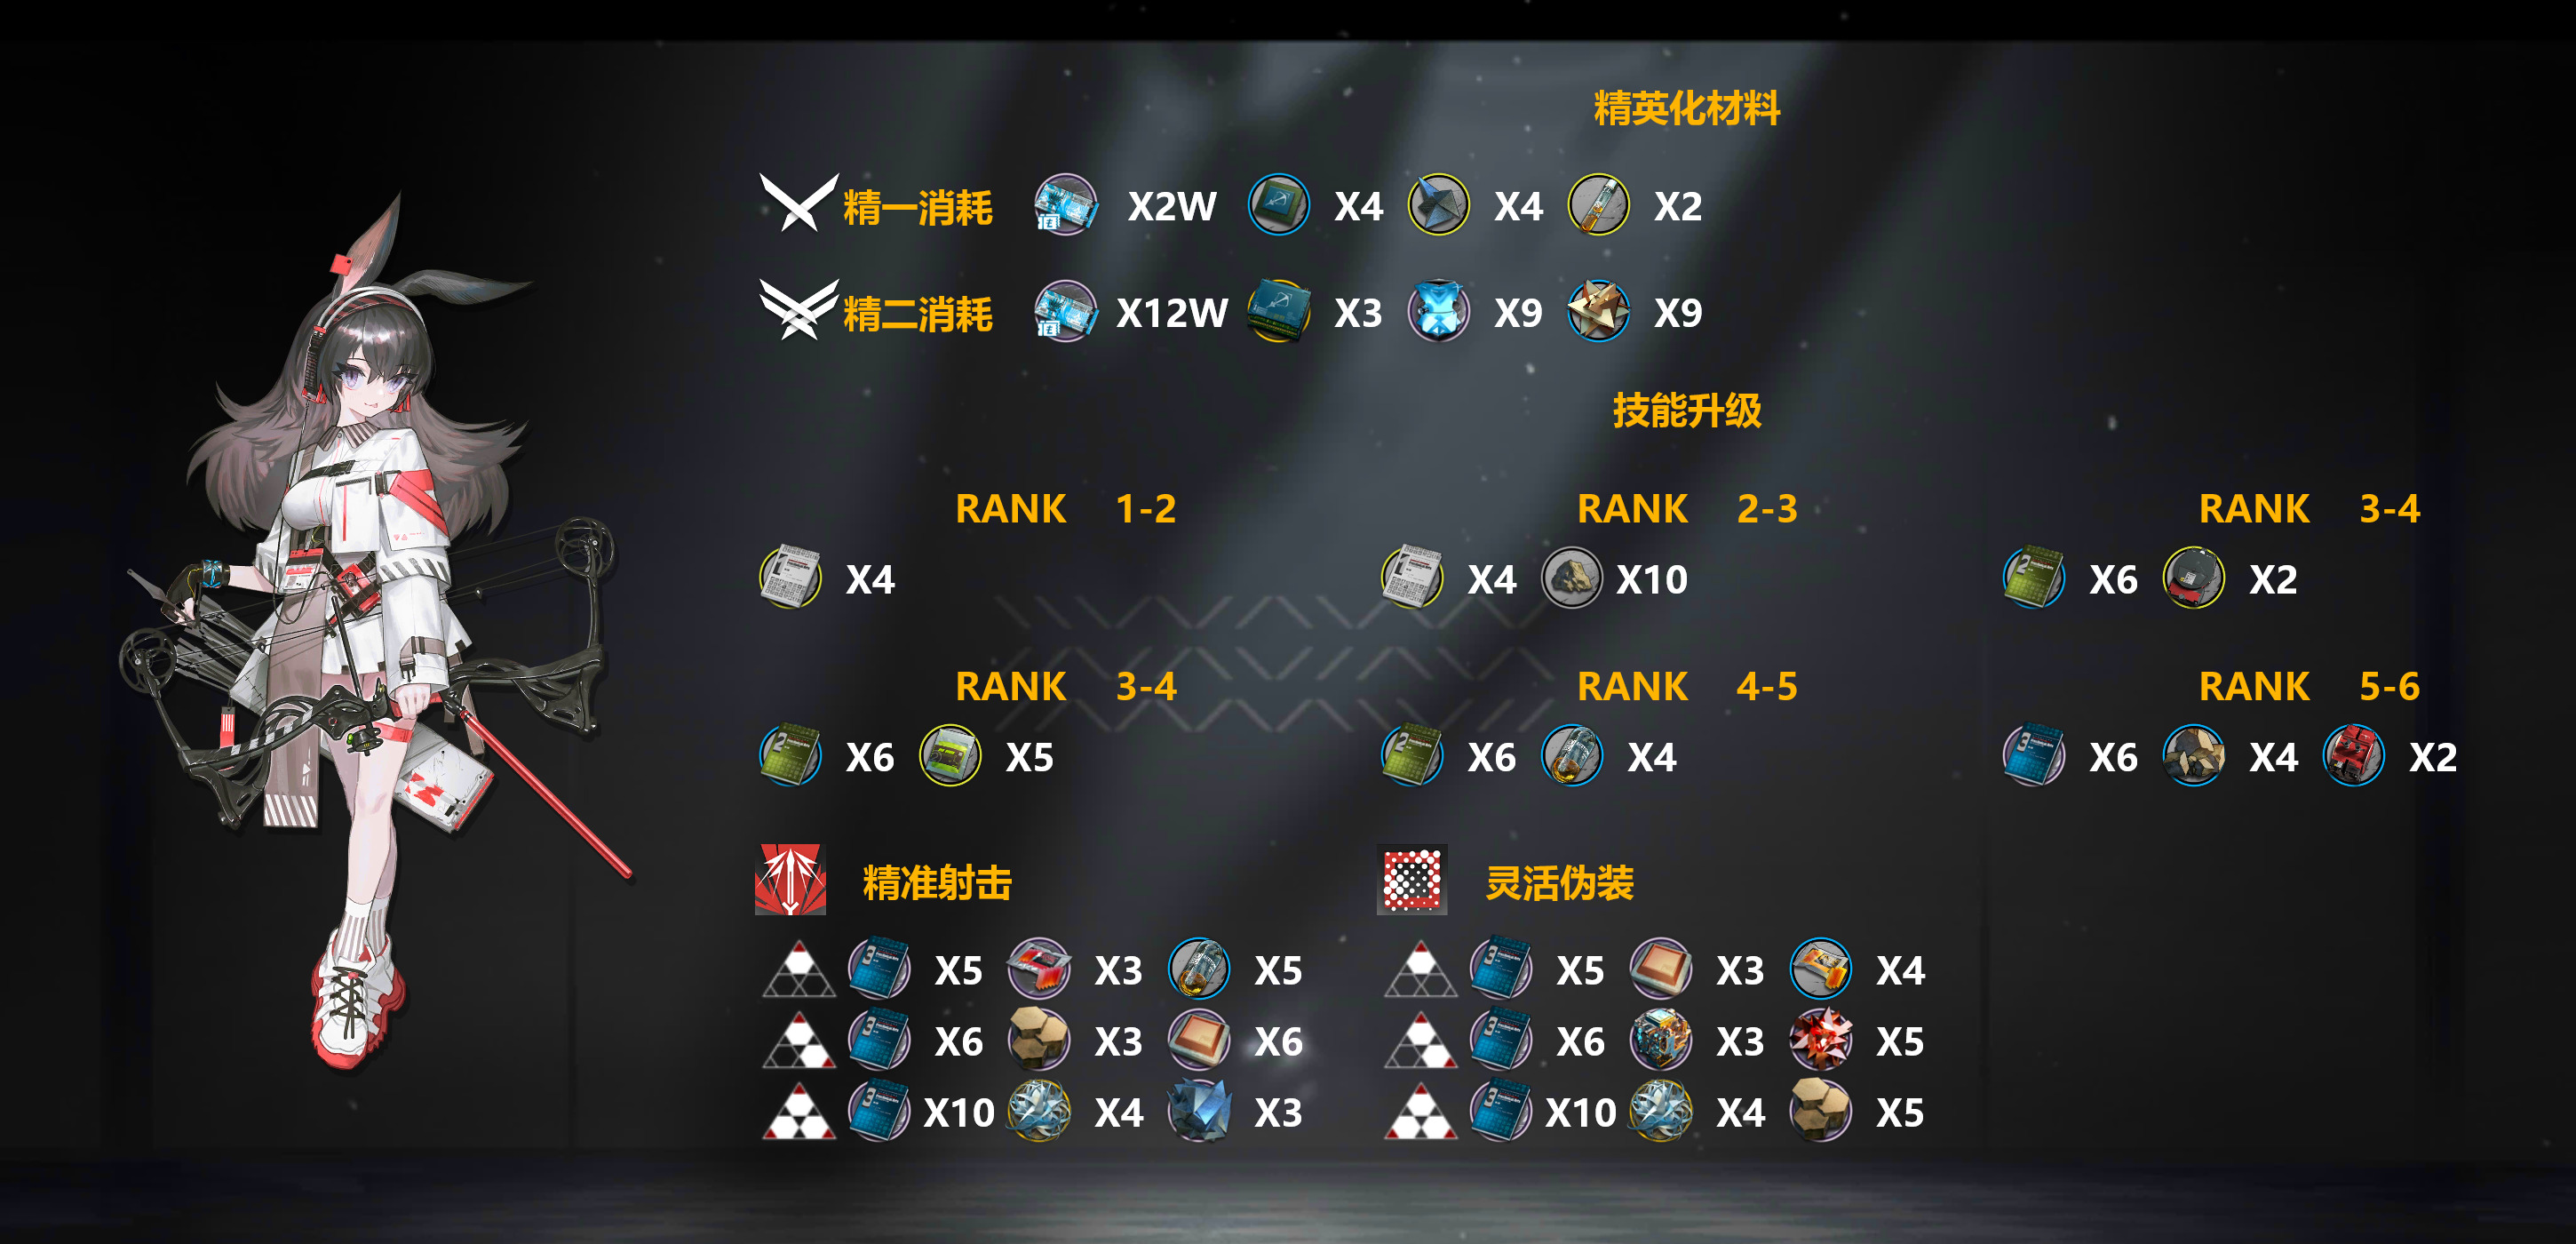 精英化材料
精一消耗 X2W X4 X4 X2
精二消耗 X12W X3 X9 X9
技能升级
RANK 1-2 RANK 2-3 RANK 3-4
X4 X4 X10 X6 X2
RANK 3-4 RANK 4-5 RANK 5-6
X6 X5 X6 X4 X6 X4 X2
精准射击 灵活伪装
X5 X3 X5 X5 X3 X4
X6 X3 X6 X6 X3 X5
X10 X4 X3 X10 X4 X5